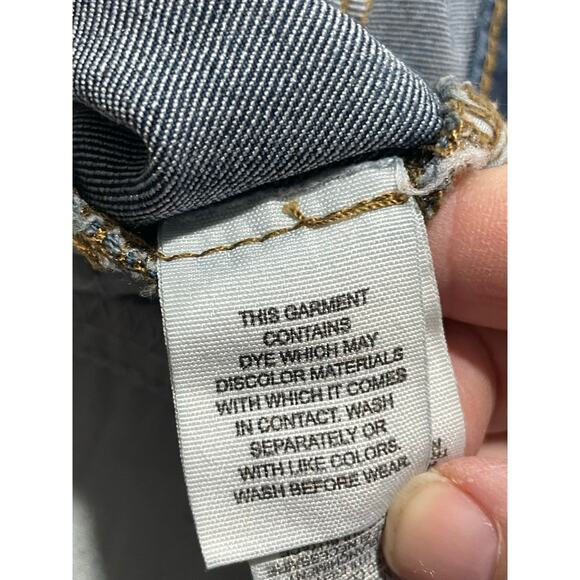 THIS GARMENT
CONTAINS
DYE WHICH MAY
DISCOLOR MATERIALS
WITH WHICH IT COMES
IN CONTACT. WASH
SEPARATELY OR
WITH LIKE COLORS.
WASH BEFORE WEAR.